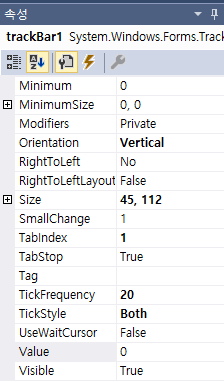 속성
trackBar1 System.Windows.Forms.Trac
Minimum 0
MinimumSize 0, 0
Modifiers Private
Orientation Vertical
RightToLeft No
RightToLeftLayout False
Size 45, 112
SmallChange 1
TabIndex 1
TabStop True
Tag
TickFrequency 20
TickStyle Both
UseWaitCursor False
Value 0
Visible True